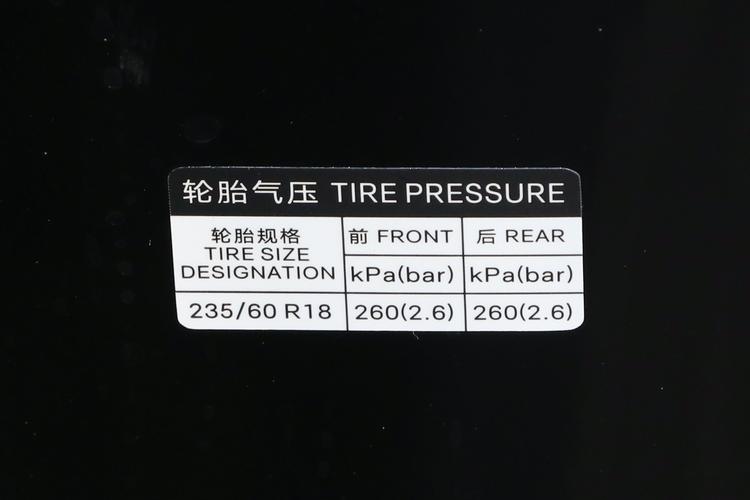 轮胎气压 TIRE PRESSURE
轮胎规格
TIRE SIZE
DESIGNATION
前 FRONT
后 REAR
kPa(bar)
kPa(bar)
235/60 R18
260(2.6)
260(2.6)